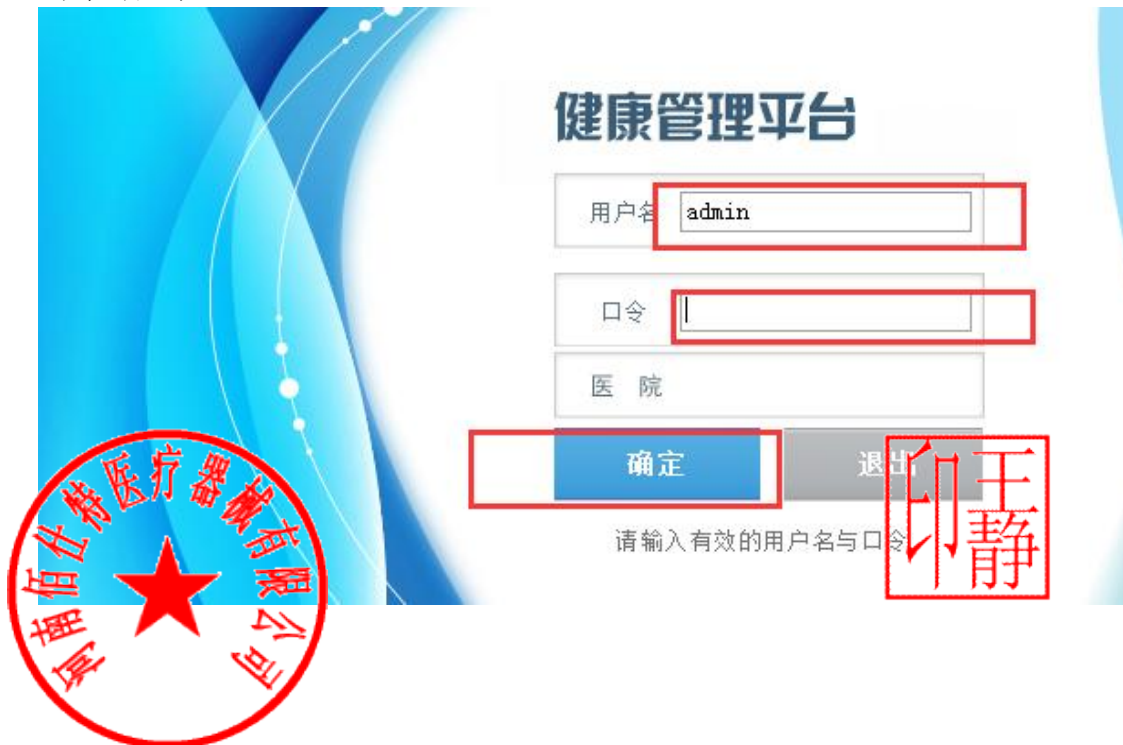 健康管理平台
用户名 admin
口令
医 院
确定 退出
请输入有效的用户名与口令
河南佰仕特医疗器械有限公司
王静印